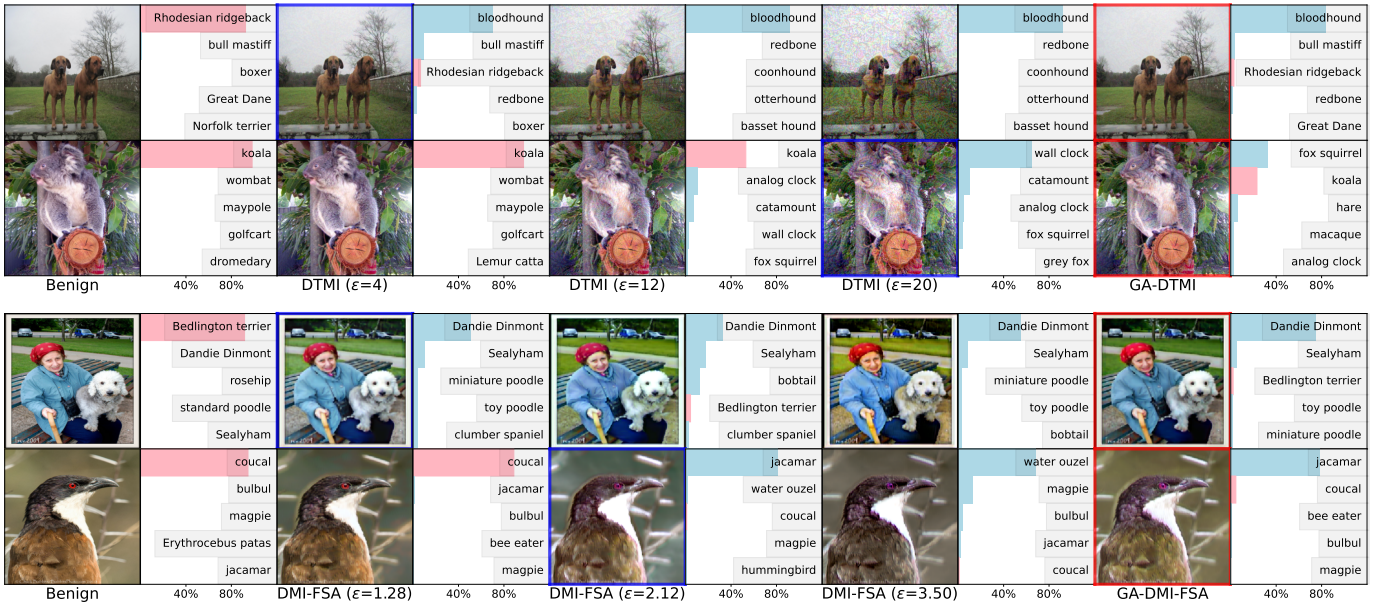 Rhodesian ridgeback
bull mastiff
boxer
Great Dane
Norfolk terrier
bloodhound
bull mastiff
Rhodesian ridgeback
redbone
boxer
bloodhound
redbone
coonhound
otterhound
basset hound
bloodhound
redbone
coonhound
otterhound
basset hound
bloodhound
bull mastiff
Rhodesian ridgeback
redbone
Great Dane
koala
wombat
maypole
golfcart
dromedary
koala
wombat
maypole
golfcart
Lemur catta
koala
analog clock
catamount
wall clock
fox squirrel
wall clock
catamount
analog clock
fox squirrel
grey fox
fox squirrel
koala
hare
macaque
analog clock
Benign 40% 80% DTMI (ε=4) 40% 80% DTMI (ε=12) 40% 80% DTMI (ε=20) 40% 80% GA-DTMI 40% 80%
Bedlington terrier
Dandie Dinmont
rosehip
standard poodle
Sealyham
Dandie Dinmont
Sealyham
miniature poodle
toy poodle
clumber spaniel
Dandie Dinmont
Sealyham
bobtail
Bedlington terrier
clumber spaniel
Dandie Dinmont
Sealyham
miniature poodle
toy poodle
bobtail
Dandie Dinmont
Sealyham
Bedlington terrier
toy poodle
miniature poodle
coucal
bulbul
magpie
Erythrocebus patas
jacamar
coucal
jacamar
bulbul
bee eater
magpie
jacamar
water ouzel
coucal
magpie
hummingbird
water ouzel
magpie
bulbul
jacamar
coucal
jacamar
coucal
bee eater
bulbul
magpie
Benign 40% 80% DMI-FSA (ε=1.28) 40% 80% DMI-FSA (ε=2.12) 40% 80% DMI-FSA (ε=3.50) 40% 80% GA-DMI-FSA 40% 80%